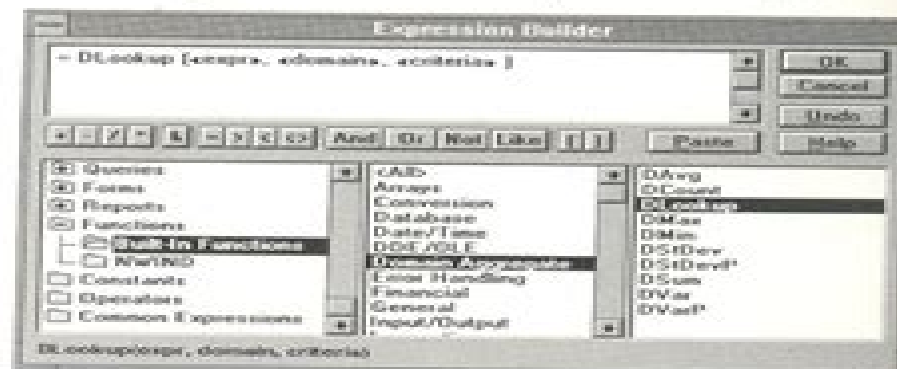 Expression Builder
= DLookup («expr», «domain», «criteria» )
OK
Cancel
Undo
Help
+ - / * & = > < <> And Or Not Like ( ) Paste
Queries
Forms
Reports
Functions
Built-In Functions
NWIND
Constants
Operators
Common Expressions
<All>
Arrays
Conversion
Database
Date/Time
DDE/OLE
Domain Aggregate
Error Handling
Financial
General
Input/Output
DAvg
DCount
DLookup
DMax
DMin
DStDev
DStDevP
DSum
DVar
DVarP
DLookup(expr, domain, criteria)